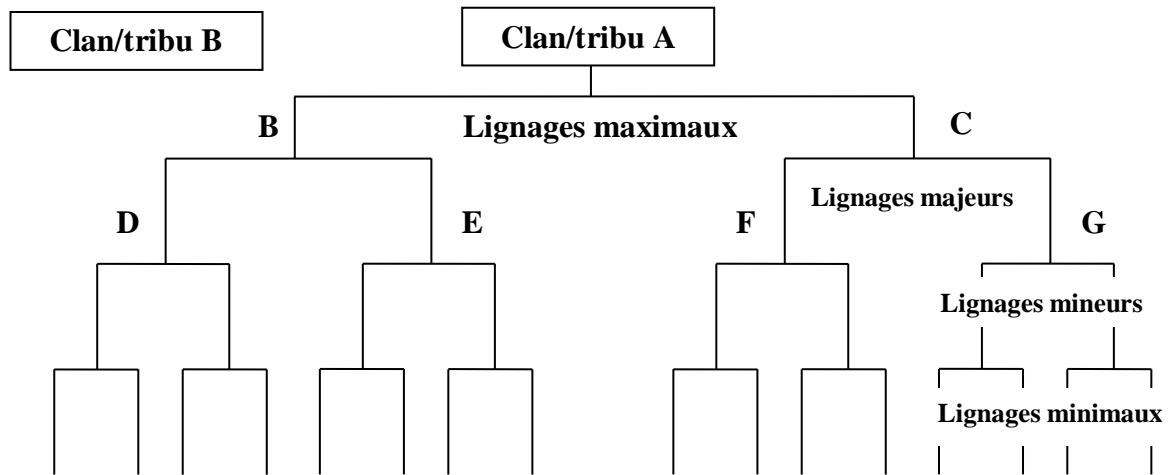 Clan/tribu B
Clan/tribu A
B
Lignages maximaux
C
Lignages majeurs
D
E
F
G
Lignages mineurs
Lignages minimaux